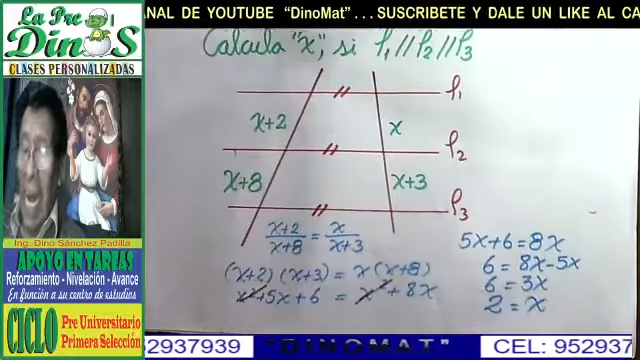 La Pre
DinoS
CLASES PERSONALIZADAS
ANAL DE YOUTUBE "DinoMat"... SUSCRIBETE Y DALE UN LIKE AL CA
Calcula "x", si ℓ1//ℓ2//ℓ3
ℓ1
x+2
x
ℓ2
x+8
x+3
ℓ3
x+2/x+8 = x/x+3
(x+2)(x+3) = x(x+8)
x²+5x+6 = x²+8x
5x+6=8x
6=8x-5x
6=3x
2=x
Ing. Dino Sánchez Padilla
APOYO EN TAREAS
Reforzamiento - Nivelación - Avance
En función a su centro de estudios
CICLO
Pre Universitario
Primera Selección
52937939
"DINOMAT"
CEL: 952937